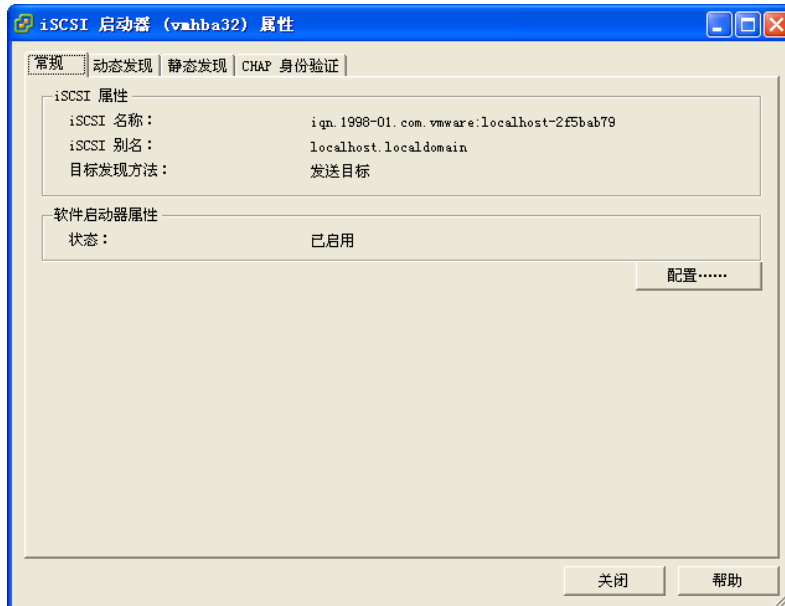 iSCSI 启动器 (vmhba32) 属性
常规 动态发现 静态发现 CHAP 身份验证
iSCSI 属性
iSCSI 名称： iqn.1998-01.com.vmware:localhost-2f5bab79
iSCSI 别名： localhost.localdomain
目标发现方法： 发送目标
软件启动器属性
状态： 已启用
配置……
关闭 帮助